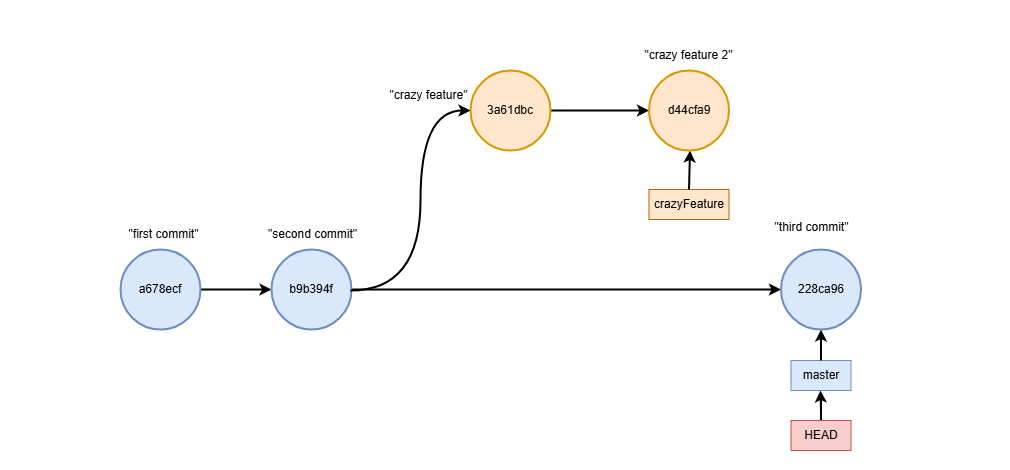 "crazy feature 2"
"crazy feature"
3a61dbc
d44cfa9
crazyFeature
"first commit"
"second commit"
"third commit"
a678ecf
b9b394f
228ca96
master
HEAD